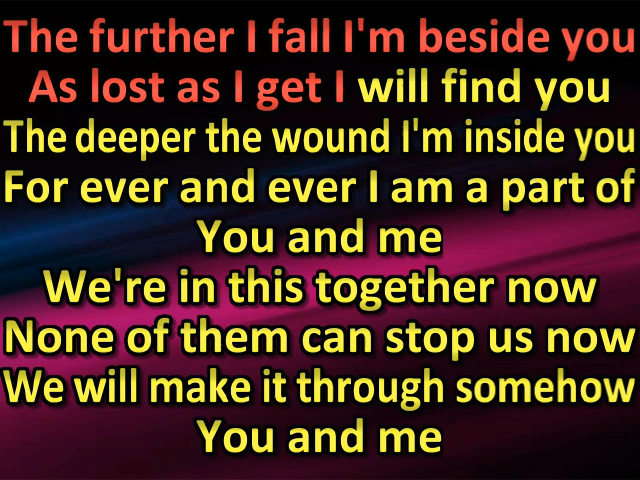 The further I fall I'm beside you
As lost as I get I will find you
The deeper the wound I'm inside you
For ever and ever I am a part of
You and me
We're in this together now
None of them can stop us now
We will make it through somehow
You and me